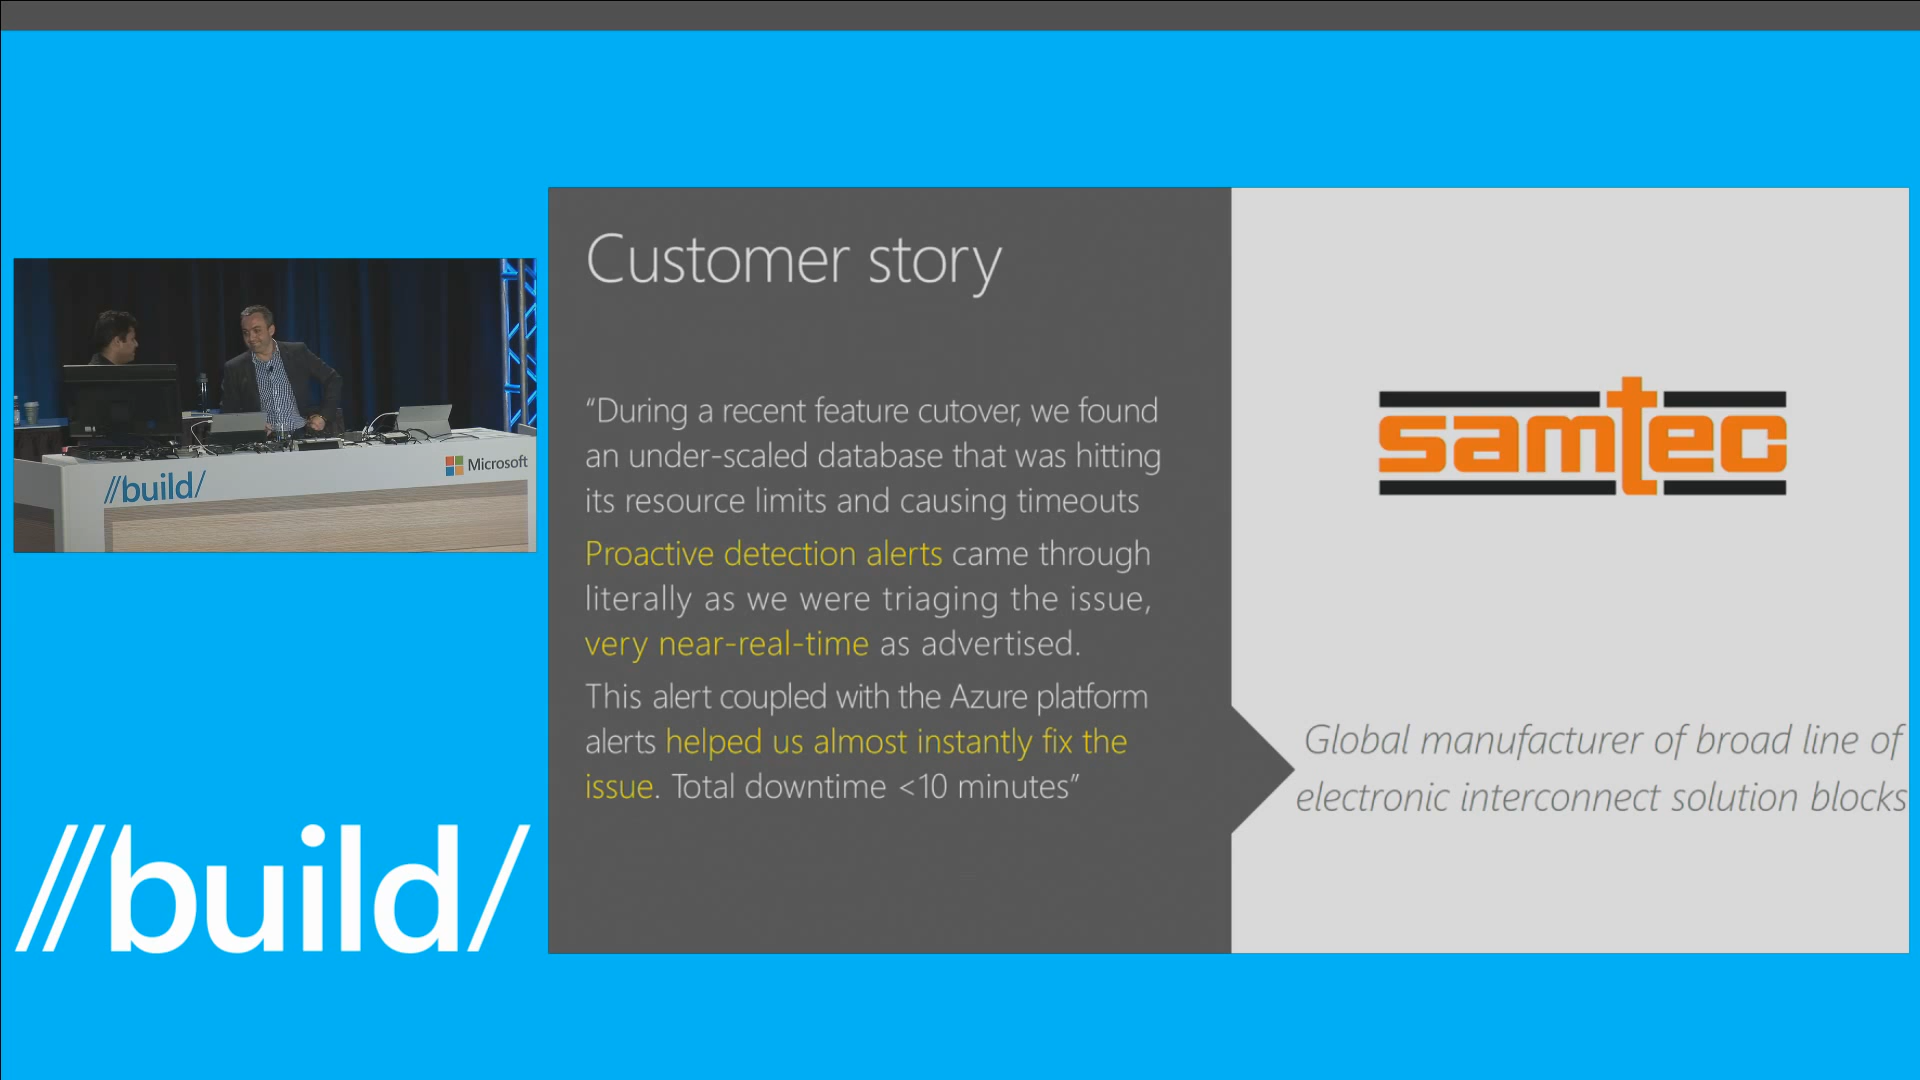 Customer story
“During a recent feature cutover, we found
an under-scaled database that was hitting
its resource limits and causing timeouts
Proactive detection alerts came through
literally as we were triaging the issue,
very near-real-time as advertised.
This alert coupled with the Azure platform
alerts helped us almost instantly fix the
issue. Total downtime <10 minutes”
samtec
Global manufacturer of broad line of
electronic interconnect solution blocks
//build/
Microsoft
//build/